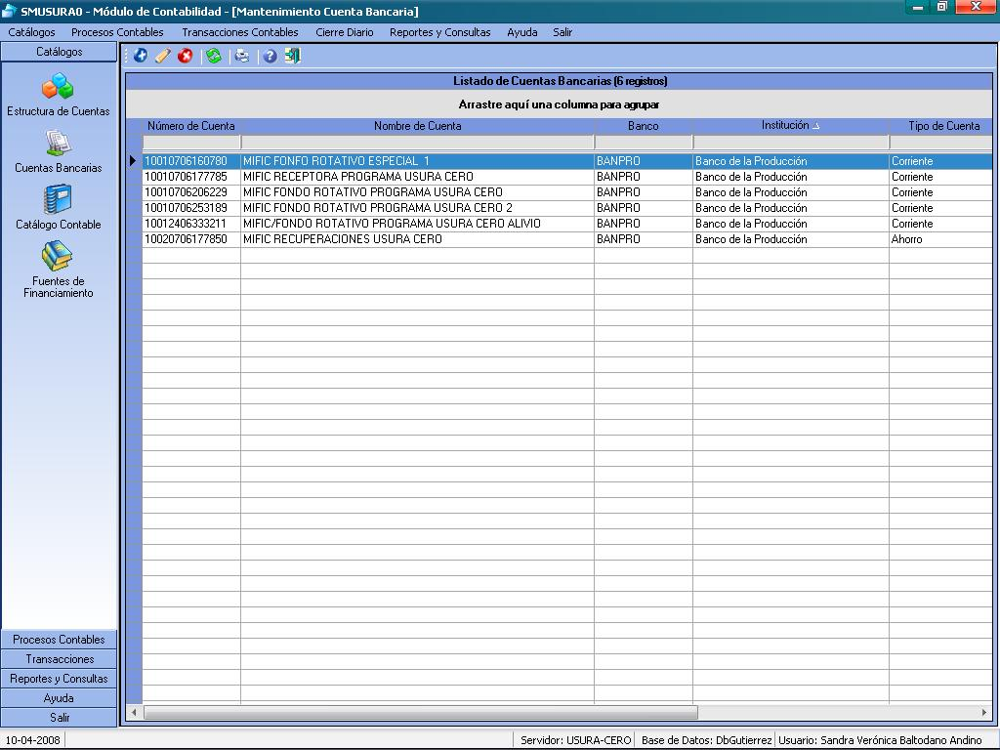 SMUSURA0 - Módulo de Contabilidad - [Mantenimiento Cuenta Bancaria]
Catálogos Procesos Contables Transacciones Contables Cierre Diario Reportes y Consultas Ayuda Salir
Catálogos
Estructura de Cuentas
Cuentas Bancarias
Catálogo Contable
Fuentes de
Financiamiento
Procesos Contables
Transacciones
Reportes y Consultas
Ayuda
Salir
Listado de Cuentas Bancarias (6 registros)
Arrastre aquí una columna para agrupar
Número de Cuenta Nombre de Cuenta Banco Institución Tipo de Cuenta
10010706160780 MIFIC FONFO ROTATIVO ESPECIAL 1 BANPRO Banco de la Producción Corriente
10010706177785 MIFIC RECEPTORA PROGRAMA USURA CERO BANPRO Banco de la Producción Corriente
10010706206229 MIFIC FONDO ROTATIVO PROGRAMA USURA CERO BANPRO Banco de la Producción Corriente
10010706253189 MIFIC FONDO ROTATIVO PROGRAMA USURA CERO 2 BANPRO Banco de la Producción Corriente
10012406333211 MIFIC/FONDO ROTATIVO PROGRAMA USURA CERO ALIVIO BANPRO Banco de la Producción Corriente
10020706177850 MIFIC RECUPERACIONES USURA CERO BANPRO Banco de la Producción Ahorro
10-04-2008 Servidor: USURA-CERO Base de Datos: DbGutierrez Usuario: Sandra Verónica Baltodano Andino